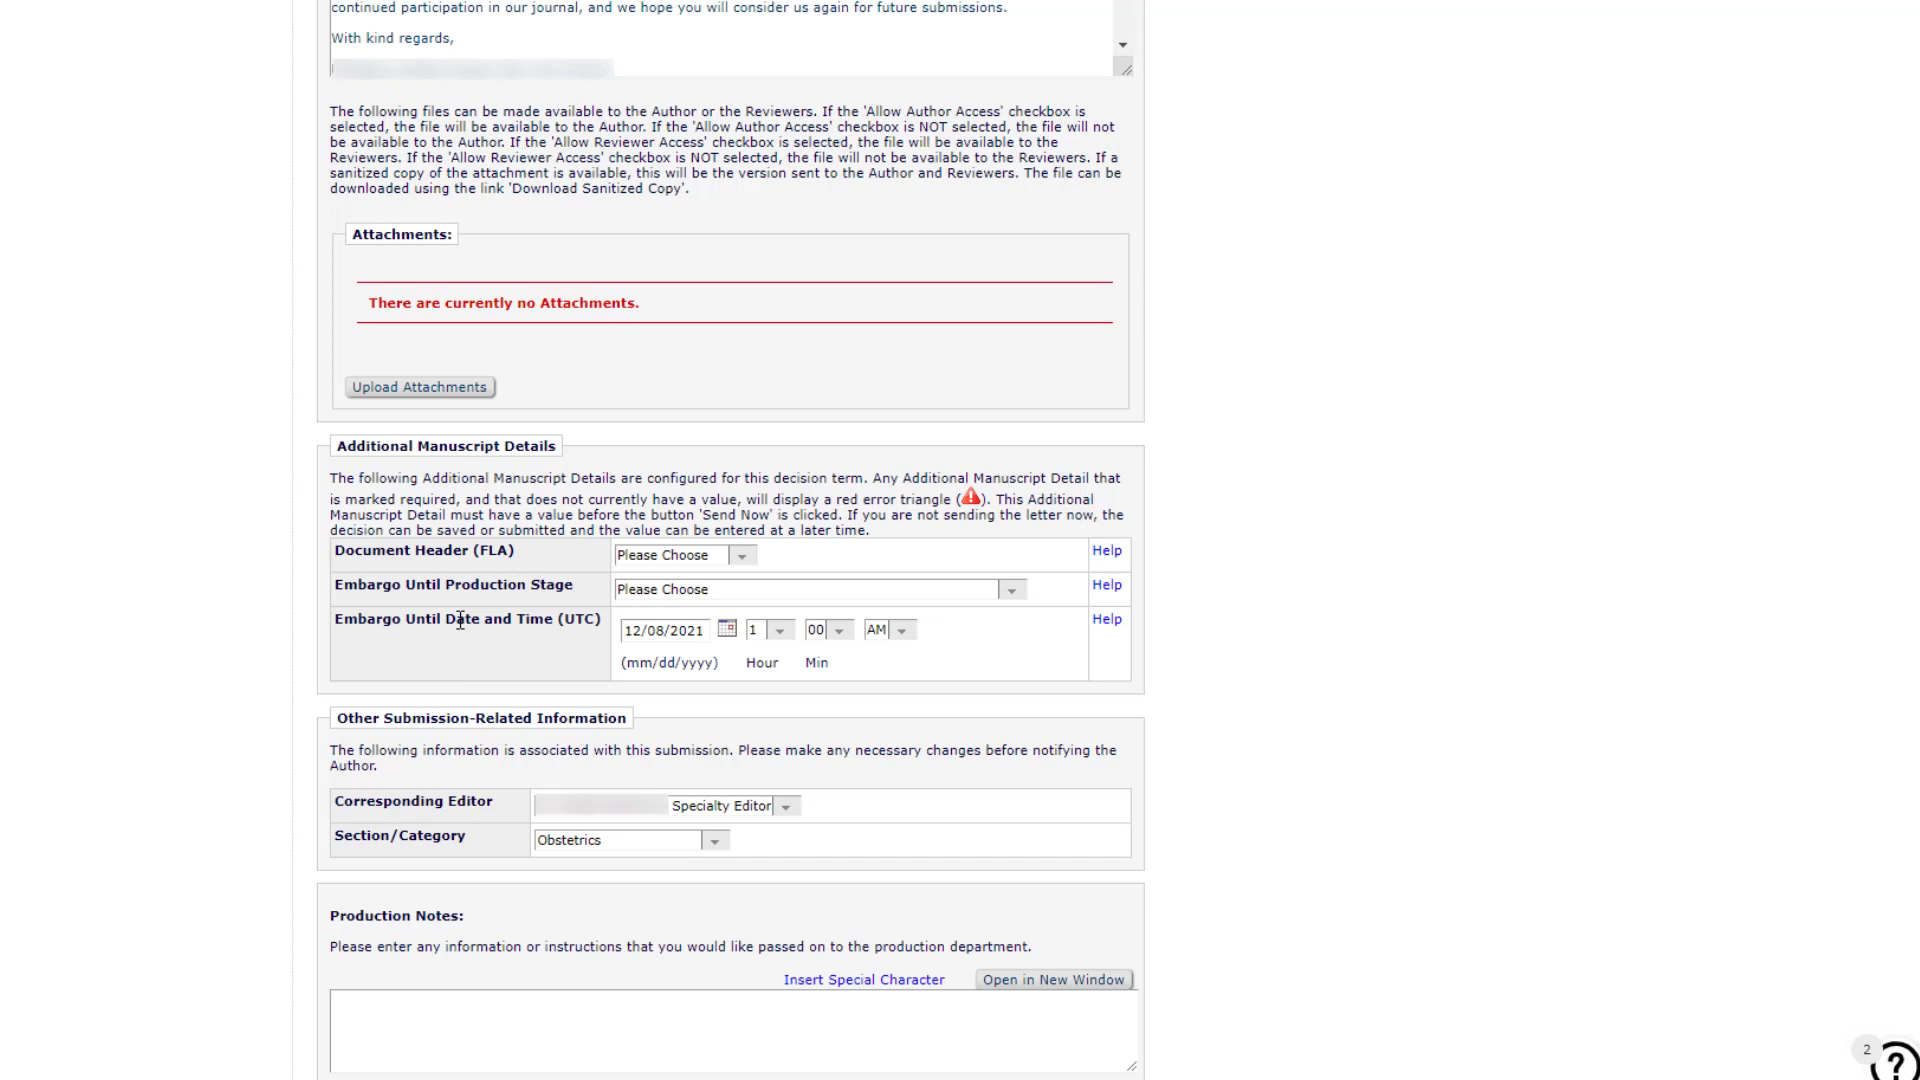 continued participation in our journal, and we hope you will consider us again for future submissions.
With kind regards,
The following files can be made available to the Author or the Reviewers. If the 'Allow Author Access' checkbox is
selected, the file will be available to the Author. If the 'Allow Author Access' checkbox is NOT selected, the file will not
be available to the Author. If the 'Allow Reviewer Access' checkbox is selected, the file will be available to the
Reviewers. If the 'Allow Reviewer Access' checkbox is NOT selected, the file will not be available to the Reviewers. If a
sanitized copy of the attachment is available, this will be the version sent to the Author and Reviewers. The file can be
downloaded using the link 'Download Sanitized Copy'.
Attachments:
There are currently no Attachments.
Upload Attachments
Additional Manuscript Details
The following Additional Manuscript Details are configured for this decision term. Any Additional Manuscript Detail that
is marked required, and that does not currently have a value, will display a red error triangle ( ). This Additional
Manuscript Detail must have a value before the button 'Send Now' is clicked. If you are not sending the letter now, the
decision can be saved or submitted and the value can be entered at a later time.
Document Header (FLA) Please Choose Help
Embargo Until Production Stage Please Choose Help
Embargo Until Date and Time (UTC) 12/08/2021 1 00 AM Help
(mm/dd/yyyy) Hour Min
Other Submission-Related Information
The following information is associated with this submission. Please make any necessary changes before notifying the
Author.
Corresponding Editor Specialty Editor
Section/Category Obstetrics
Production Notes:
Please enter any information or instructions that you would like passed on to the production department.
Insert Special Character Open in New Window
2
?